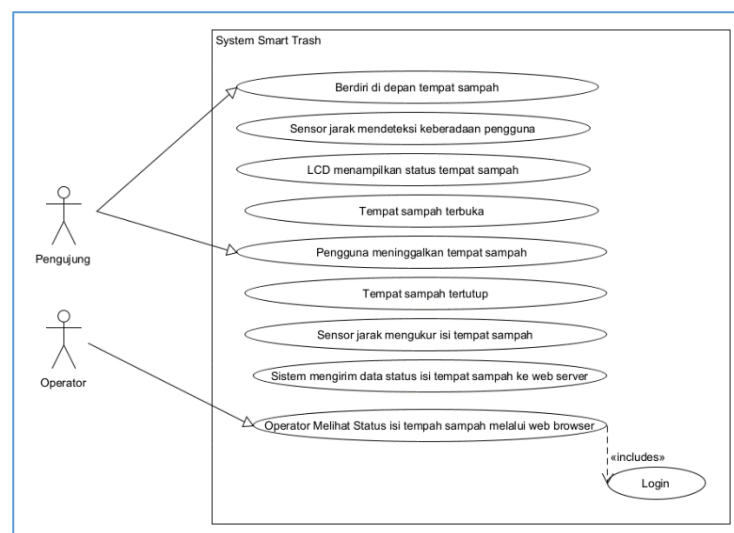 System Smart Trash
Berdiri di depan tempat sampah
Sensor jarak mendeteksi keberadaan pengguna
LCD menampilkan status tempat sampah
Tempat sampah terbuka
Pengujung
Pengguna meninggalkan tempat sampah
Tempat sampah tertutup
Sensor jarak mengukur isi tempat sampah
Operator
Sistem mengirim data status isi tempat sampah ke web server
Operator Melihat Status isi tempah sampah melalui web browser
«includes»
Login